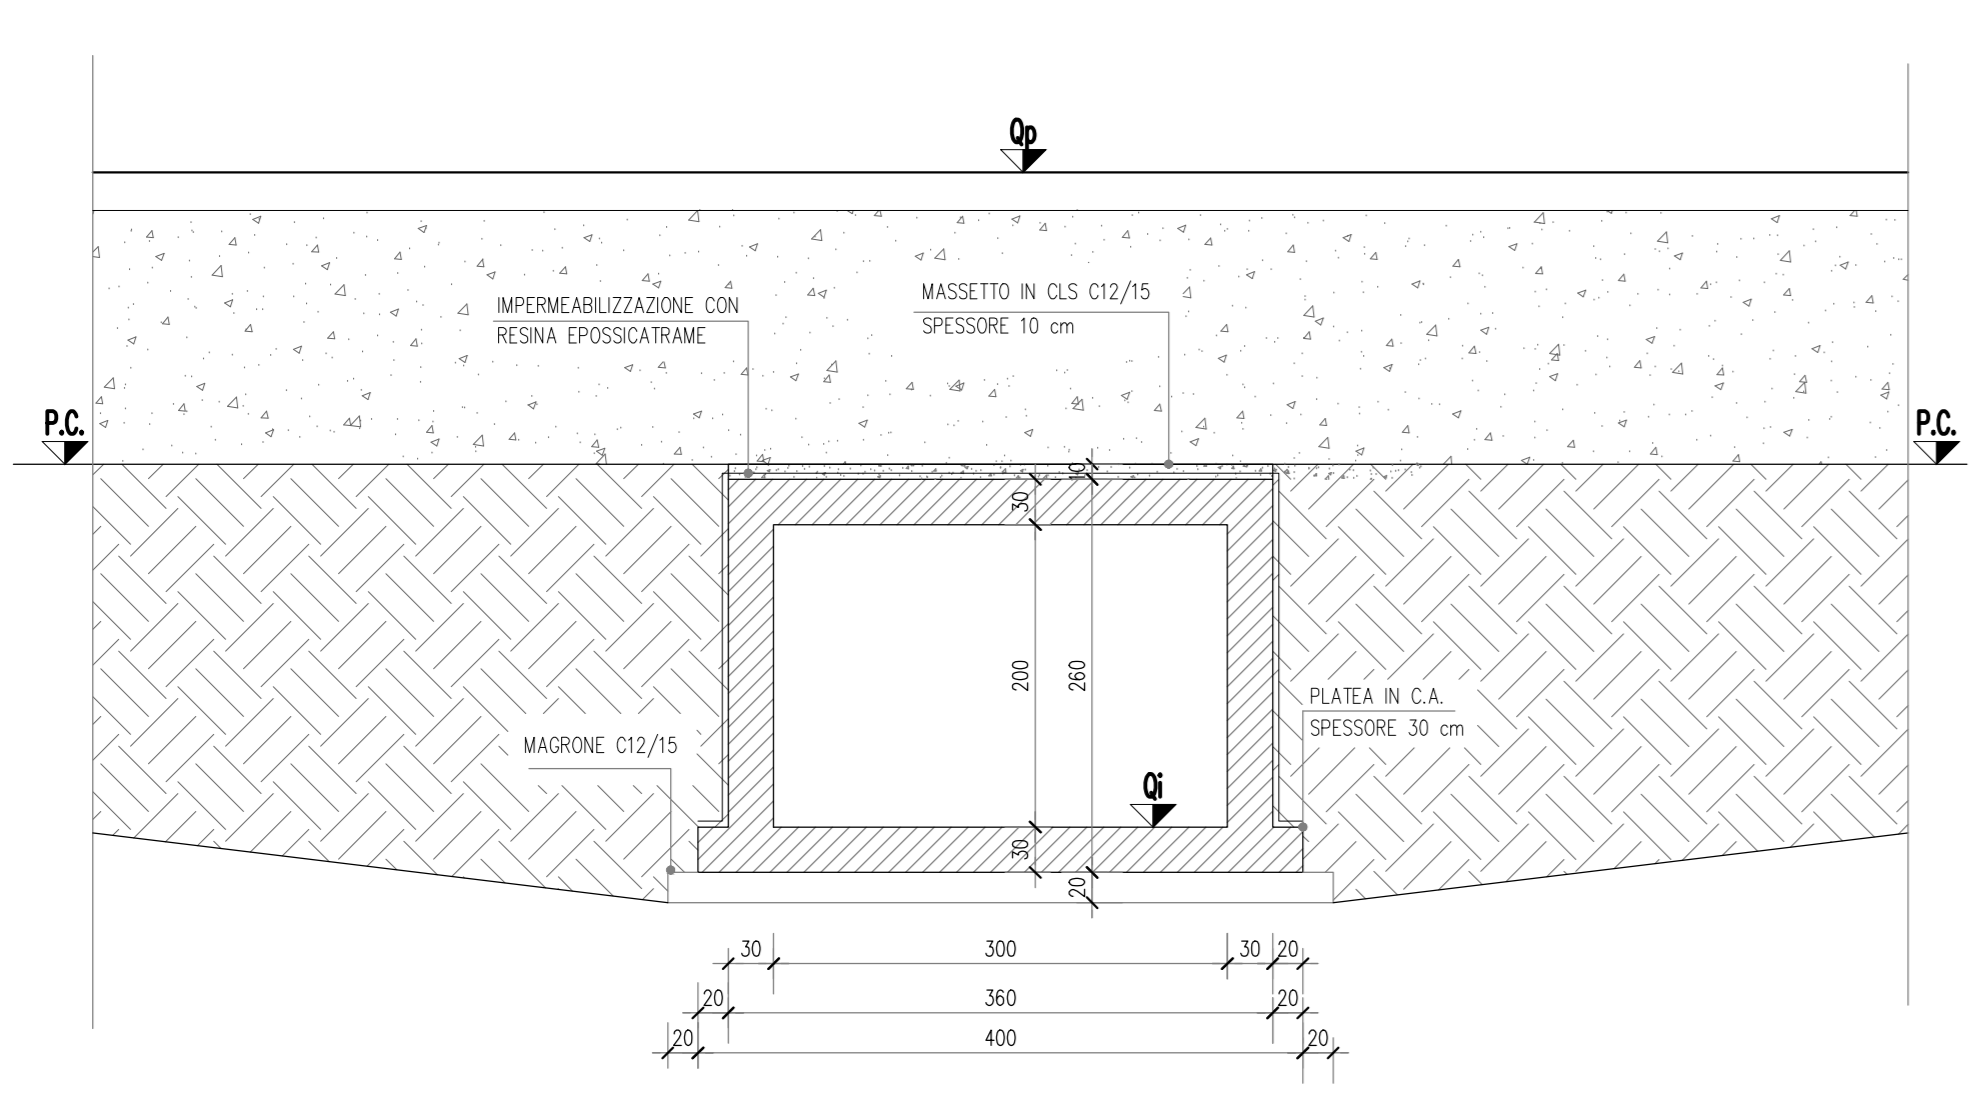 Qp
IMPERMEABILIZZAZIONE CON
RESINA EPOSSICATRAME
MASSETTO IN CLS C12/15
SPESSORE 10 cm
P.C.
P.C.
10
30
200
260
PLATEA IN C.A.
SPESSORE 30 cm
MAGRONE C12/15
Qi
30
20
30
300
30
20
20
360
20
20
400
20